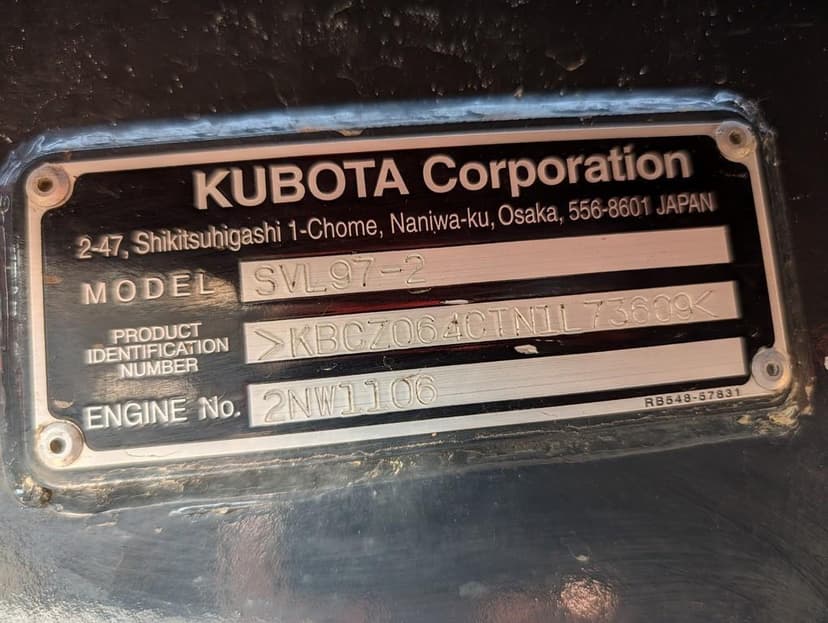 KUBOTA Corporation
2-47, Shikitsuhigashi 1-Chome, Naniwa-ku, Osaka, 556-8601 JAPAN
MODEL SVL97-2
PRODUCT
IDENTIFICATION
NUMBER
>KBCZ064CTN1L73609<
ENGINE No. 2NW1106
RB548-57831